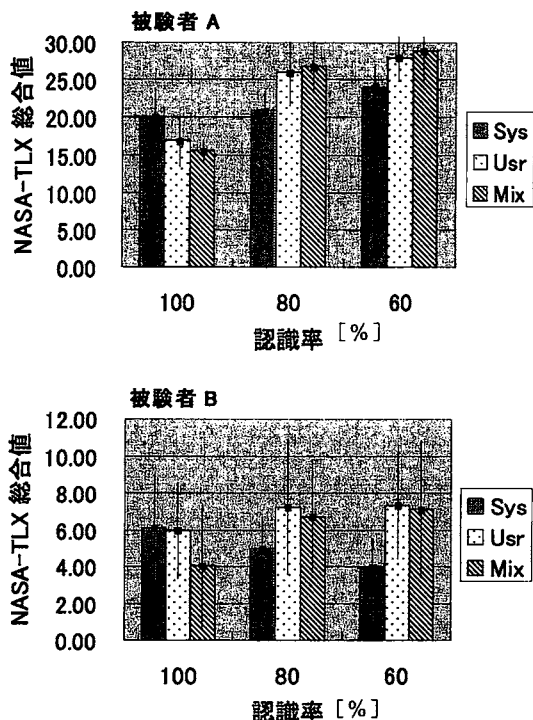 被験者 A
NASA-TLX 総合値
30.00
25.00
20.00
15.00
10.00
5.00
0.00
100 80 60
認識率 [%]
Sys
Usr
Mix
被験者 B
NASA-TLX 総合値
12.00
10.00
8.00
6.00
4.00
2.00
0.00
100 80 60
認識率 [%]
Sys
Usr
Mix